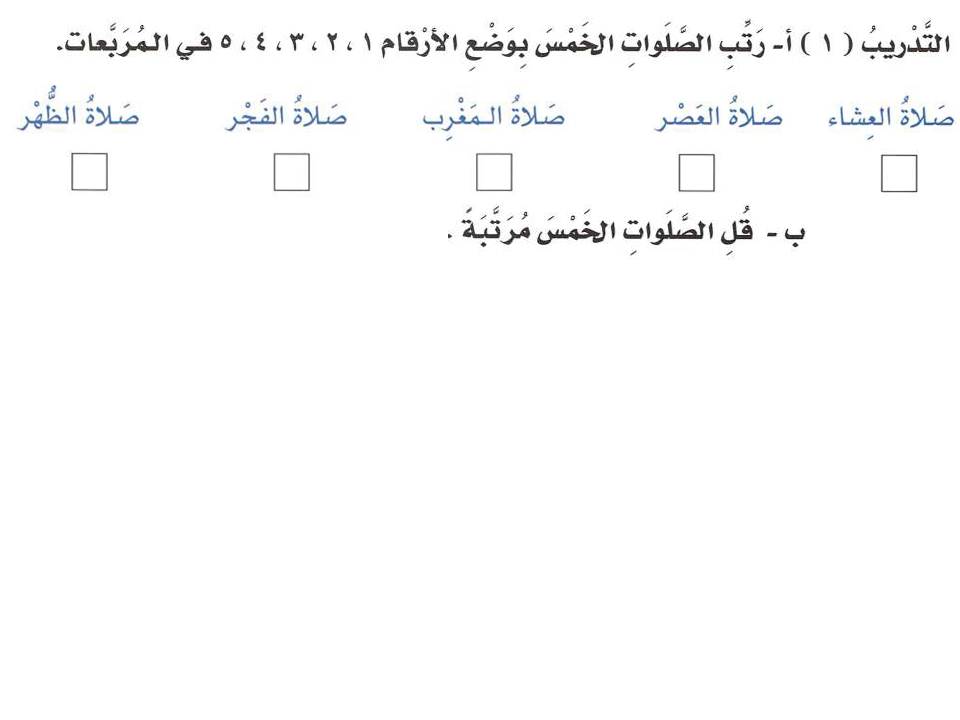 التَّدْريبُ ( ١ ) أ- رَتِّبِ الصَّلَواتِ الخَمْسَ بِوَضْعِ الأَرْقام ١ ، ٢ ، ٣ ، ٤ ، ٥ في المُرَبَّعات.
صَلاةُ العِشاء صَلاةُ العَصْر صَلاةُ المَغْرِب صَلاةُ الفَجْر صَلاةُ الظُّهْر
ب - قُلِ الصَّلَواتِ الخَمْسَ مُرَتَّبَةً .